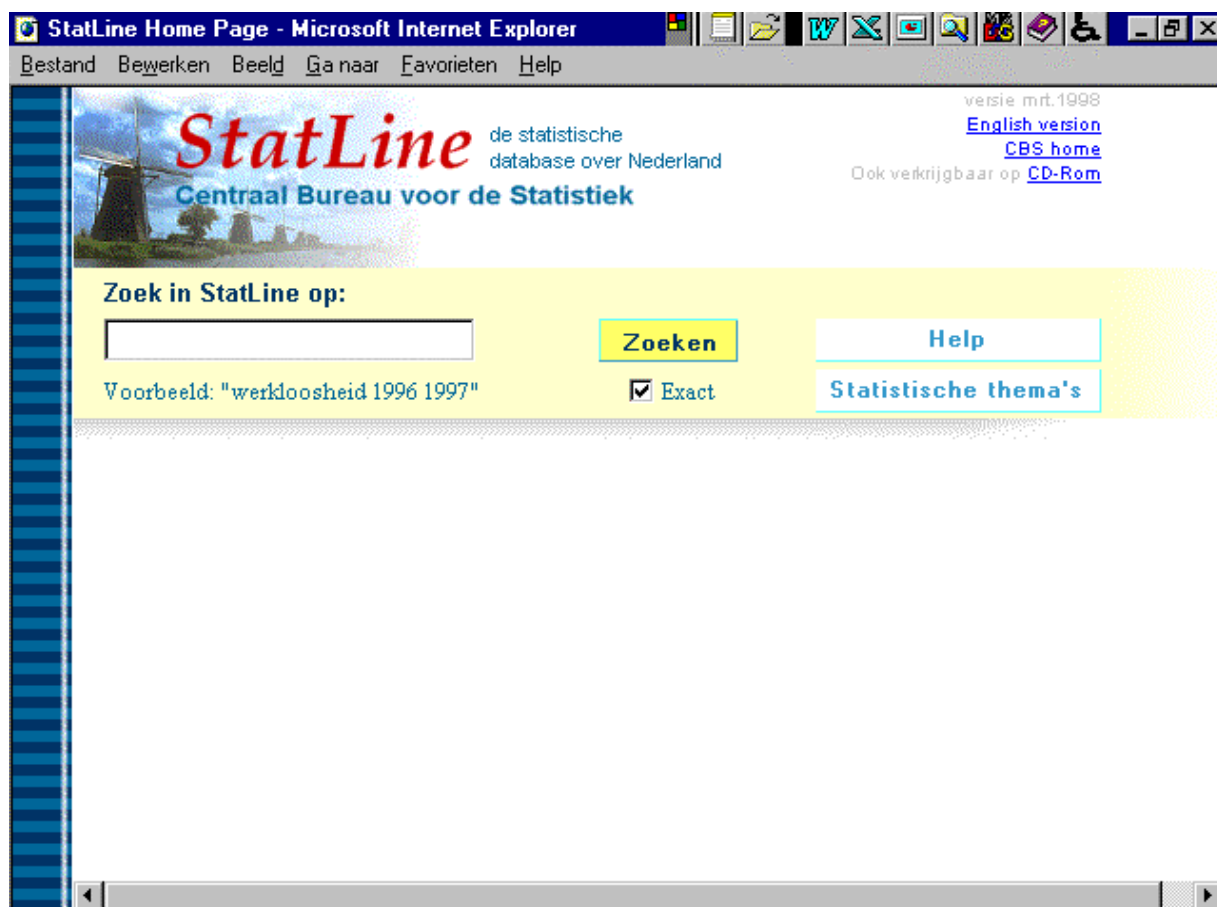 StatLine Home Page - Microsoft Internet Explorer
Bestand Bewerken Beeld Ga naar Favorieten Help
versie mrt.1998
English version
CBS home
Ook verkrijgbaar op CD-Rom
StatLine de statistische
database over Nederland
Centraal Bureau voor de Statistiek
Zoek in StatLine op:
Zoeken Help
Voorbeeld: "werkloosheid 1996 1997" Exact Statistische thema's